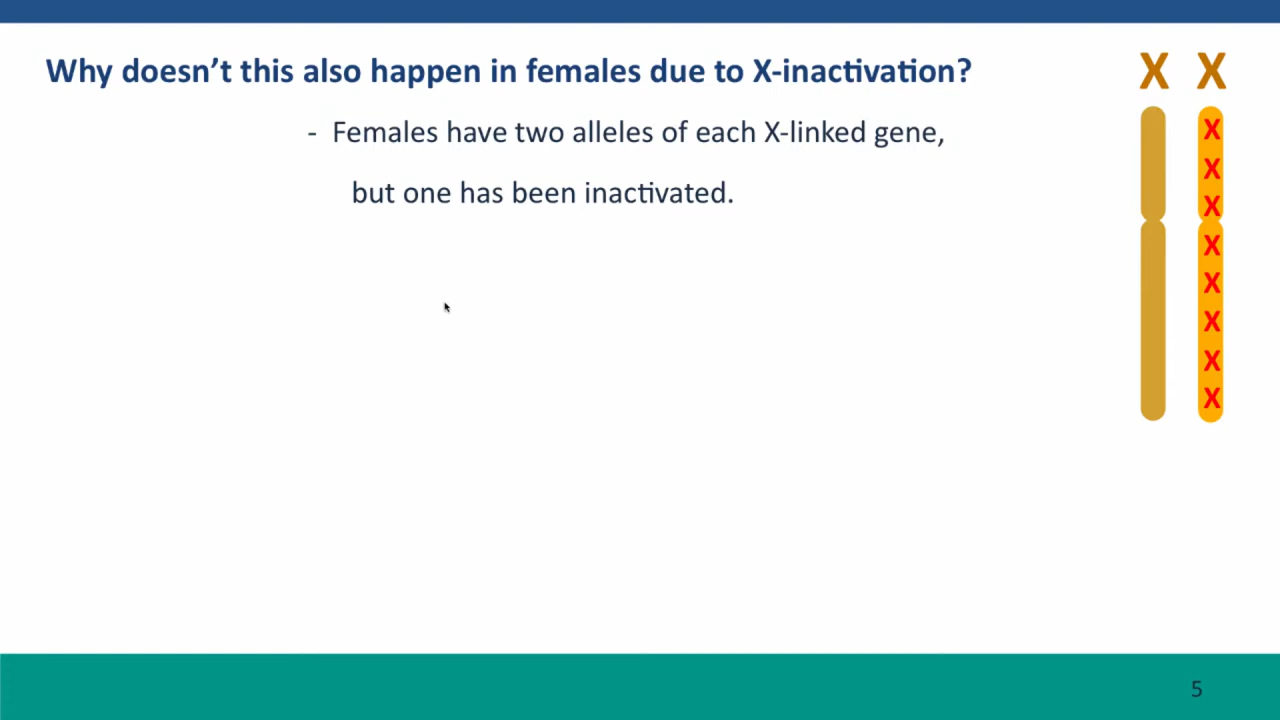 Why doesn't this also happen in females due to X-inactivation?
X X
- Females have two alleles of each X-linked gene,
but one has been inactivated.
X
X
X
X
X
X
X
X
5